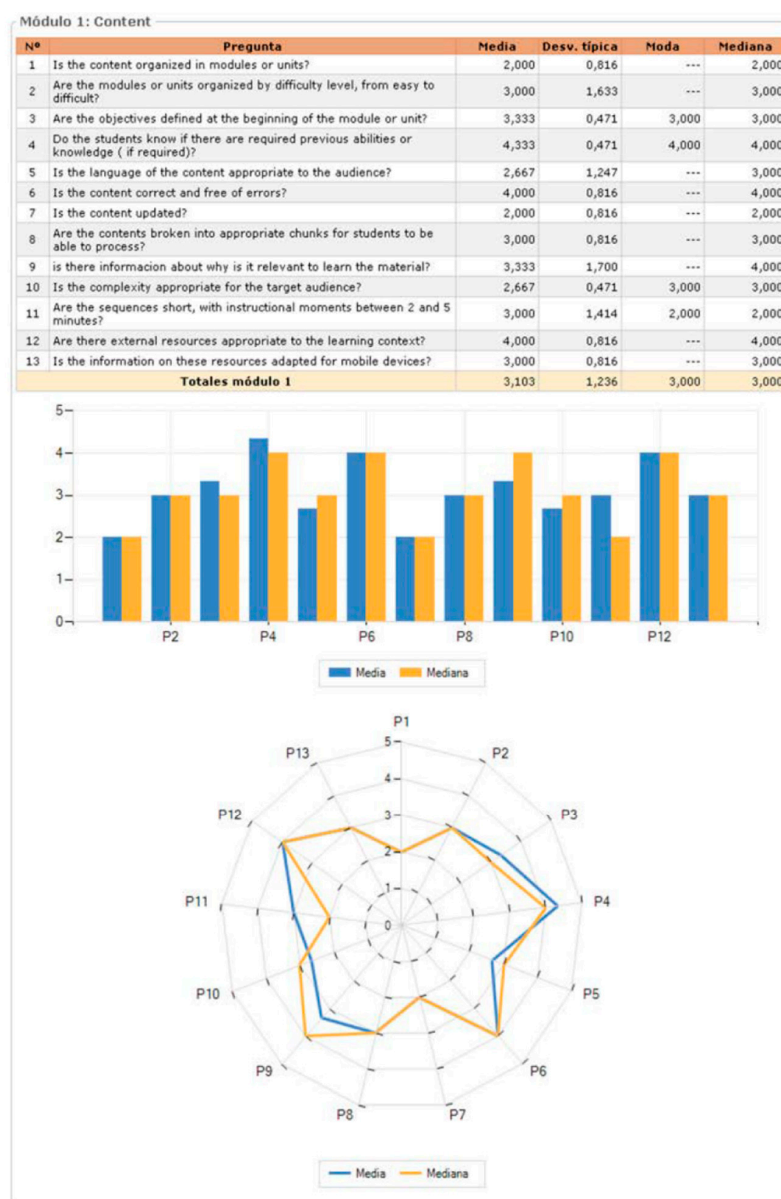 Módulo 1: Content
Nº Pregunta Media Desv. típica Moda Mediana
1 Is the content organized in modules or units? 2,000 0,816 --- 2,000
2 Are the modules or units organized by difficulty level, from easy to
difficult? 3,000 1,633 --- 3,000
3 Are the objectives defined at the beginning of the module or unit? 3,333 0,471 3,000 3,000
4 Do the students know if there are required previous abilities or
knowledge ( if required)? 4,333 0,471 4,000 4,000
5 Is the language of the content appropriate to the audience? 2,667 1,247 --- 3,000
6 Is the content correct and free of errors? 4,000 0,816 --- 4,000
7 Is the content updated? 2,000 0,816 --- 2,000
8 Are the contents broken into appropriate chunks for students to be
able to process? 3,000 0,816 --- 3,000
9 is there informacion about why is it relevant to learn the material? 3,333 1,700 --- 4,000
10 Is the complexity appropriate for the target audience? 2,667 0,471 3,000 3,000
11 Are the sequences short, with instructional moments between 2 and 5
minutes? 3,000 1,414 2,000 2,000
12 Are there external resources appropriate to the learning context? 4,000 0,816 --- 4,000
13 Is the information on these resources adapted for mobile devices? 3,000 0,816 --- 3,000
Totales módulo 1 3,103 1,236 3,000 3,000
5
4
3
2
1
0
P2 P4 P6 P8 P10 P12
Media Mediana
P1
P13 5 P2
4
P12 3 P3
2
P11 1 P4
0
P10 P5
P9 P6
P8 P7
Media Mediana